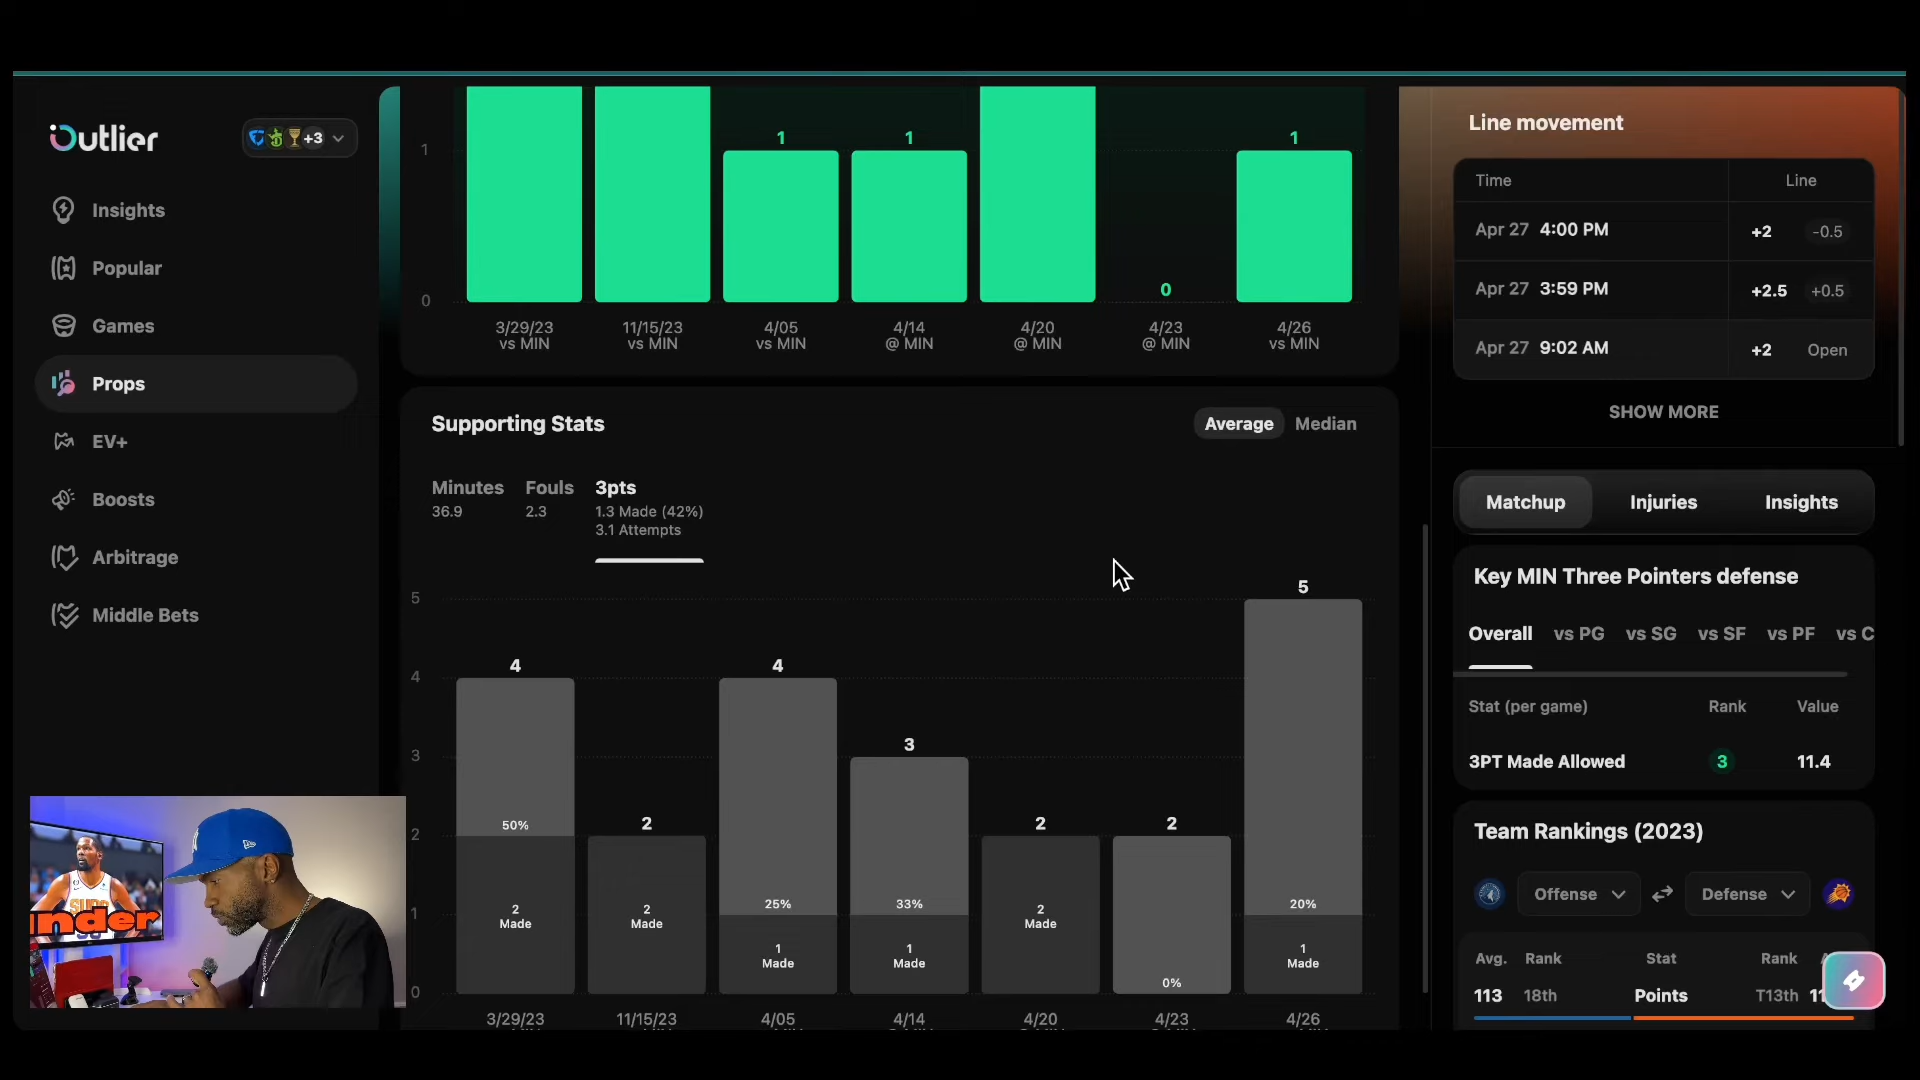 Outlier
+3
Insights
Popular
Games
Props
EV+
Boosts
Arbitrage
Middle Bets
1
0
1
1
0
1
3/29/23
vs MIN
11/15/23
vs MIN
4/05
vs MIN
4/14
@ MIN
4/20
@ MIN
4/23
@ MIN
4/26
vs MIN
Supporting Stats
Average
Median
Minutes
36.9
Fouls
2.3
3pts
1.3 Made (42%)
3.1 Attempts
5
4
3
2
1
0
4
50%
2
Made
2
2
Made
4
25%
1
Made
3
33%
1
Made
2
2
Made
2
0%
5
20%
1
Made
3/29/23
11/15/23
4/05
4/14
4/20
4/23
4/26
Line movement
Time Line
Apr 27 4:00 PM +2 -0.5
Apr 27 3:59 PM +2.5 +0.5
Apr 27 9:02 AM +2 Open
SHOW MORE
Matchup Injuries Insights
Key MIN Three Pointers defense
Overall vs PG vs SG vs SF vs PF vs C
Stat (per game) Rank Value
3PT Made Allowed 3 11.4
Team Rankings (2023)
Offense Defense
Avg. Rank Stat Rank
113 18th Points T13th
SUNS
nder